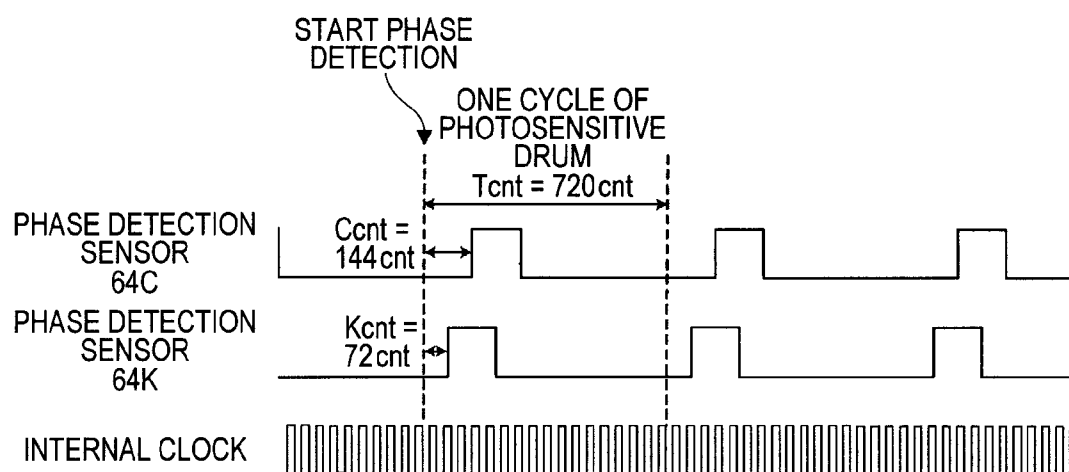 START PHASE
DETECTION
ONE CYCLE OF
PHOTOSENSITIVE
DRUM
Tcnt = 720cnt
PHASE DETECTION
SENSOR
64C
Ccnt =
144cnt
PHASE DETECTION
SENSOR
64K
Kcnt =
72cnt
INTERNAL CLOCK